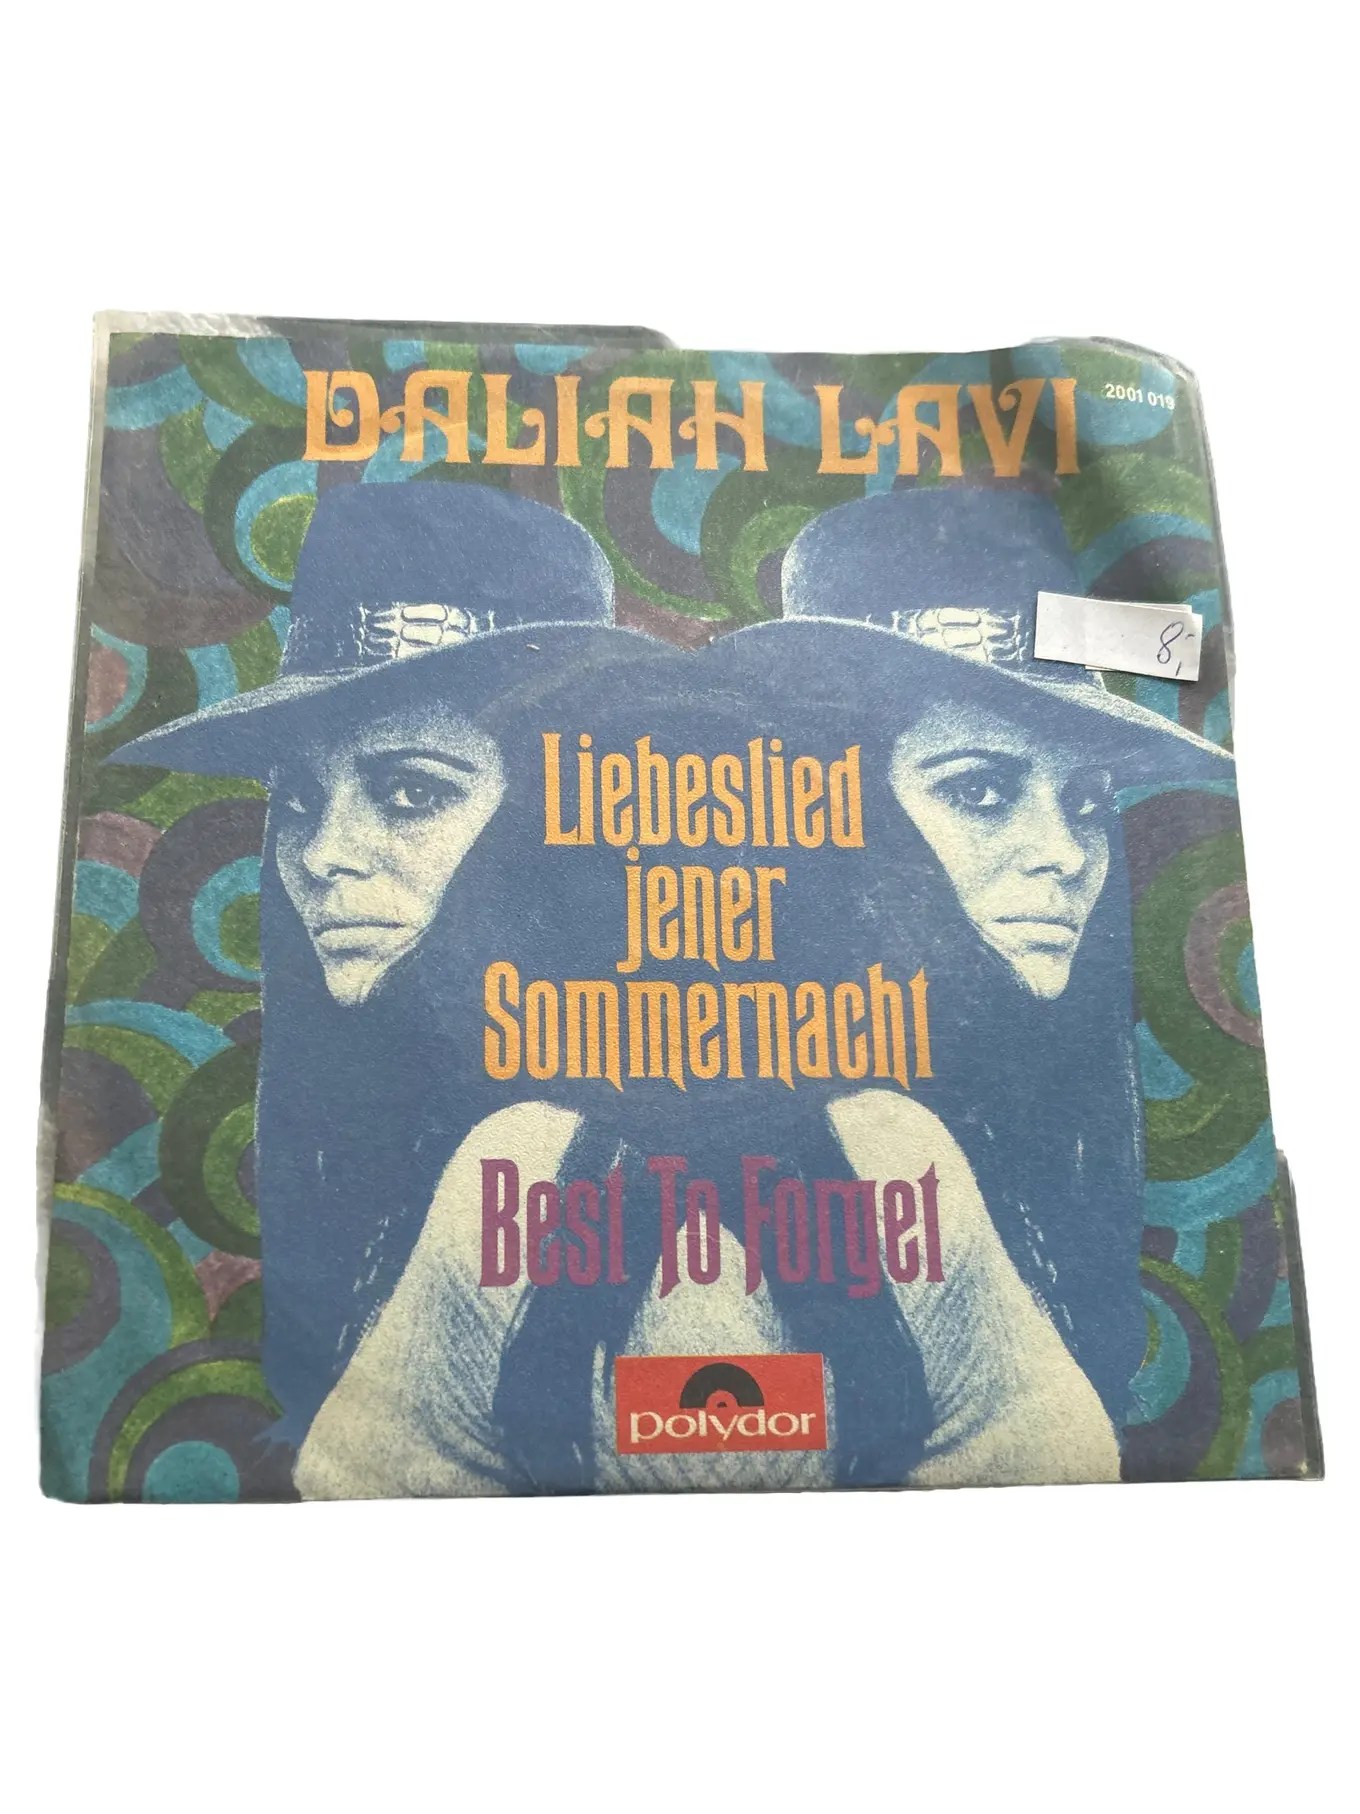 DALIAH LAVI
2001 019
8,-
Liebeslied
jener
Sommernacht
Best To Forget
polydor